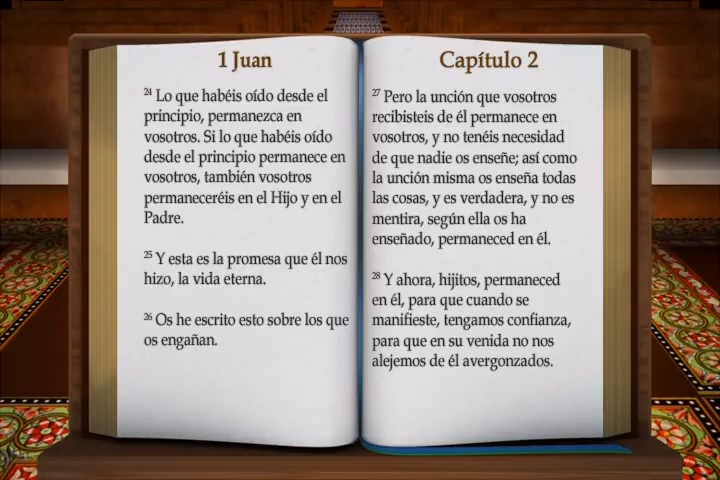 1 Juan
24 Lo que habéis oído desde el
principio, permanezca en
vosotros. Si lo que habéis oído
desde el principio permanece en
vosotros, también vosotros
permaneceréis en el Hijo y en el
Padre.
25 Y esta es la promesa que él nos
hizo, la vida eterna.
26 Os he escrito esto sobre los que
os engañan.
Capítulo 2
27 Pero la unción que vosotros
recibisteis de él permanece en
vosotros, y no tenéis necesidad
de que nadie os enseñe; así como
la unción misma os enseña todas
las cosas, y es verdadera, y no es
mentira, según ella os ha
enseñado, permaneced en él.
28 Y ahora, hijitos, permaneced
en él, para que cuando se
manifieste, tengamos confianza,
para que en su venida no nos
alejemos de él avergonzados.